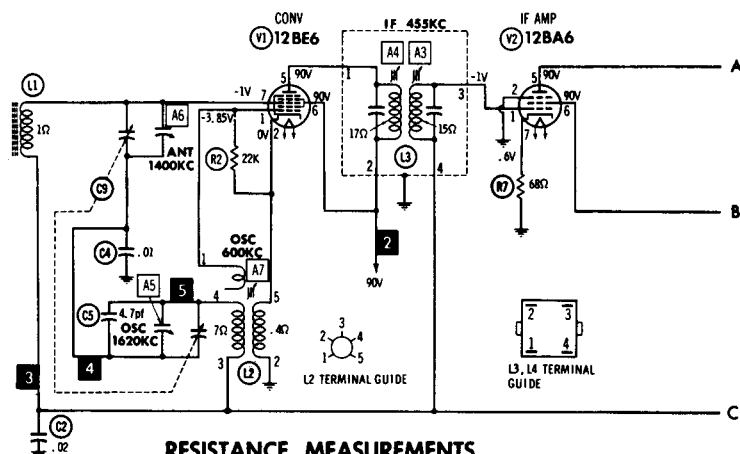 CONV
V1 12BE6
IF 455KC
IF AMP
V2 12BA6
A4
A3
5
90V
1
5
90V
A
L1
-1V
7
90V
6
-1V
3
2
90V
6
A6
-3.85V
1
0V
2
1
7
1Ω
17Ω
15Ω
ANT
1400KC
R2
22K
L3
.6V
C9
2
4
R7
68Ω
B
C4
.01
OSC
600KC
1
A7
2
90V
A5
5
4
5
C5
4.7pf
OSC
1620KC
7Ω
.4Ω
3
2
4
L2
3
2
4
1
5
L2 TERMINAL GUIDE
2
3
1
4
L3, L4 TERMINAL
GUIDE
3
C
C2
.02
RESISTANCE MEASUREMENTS